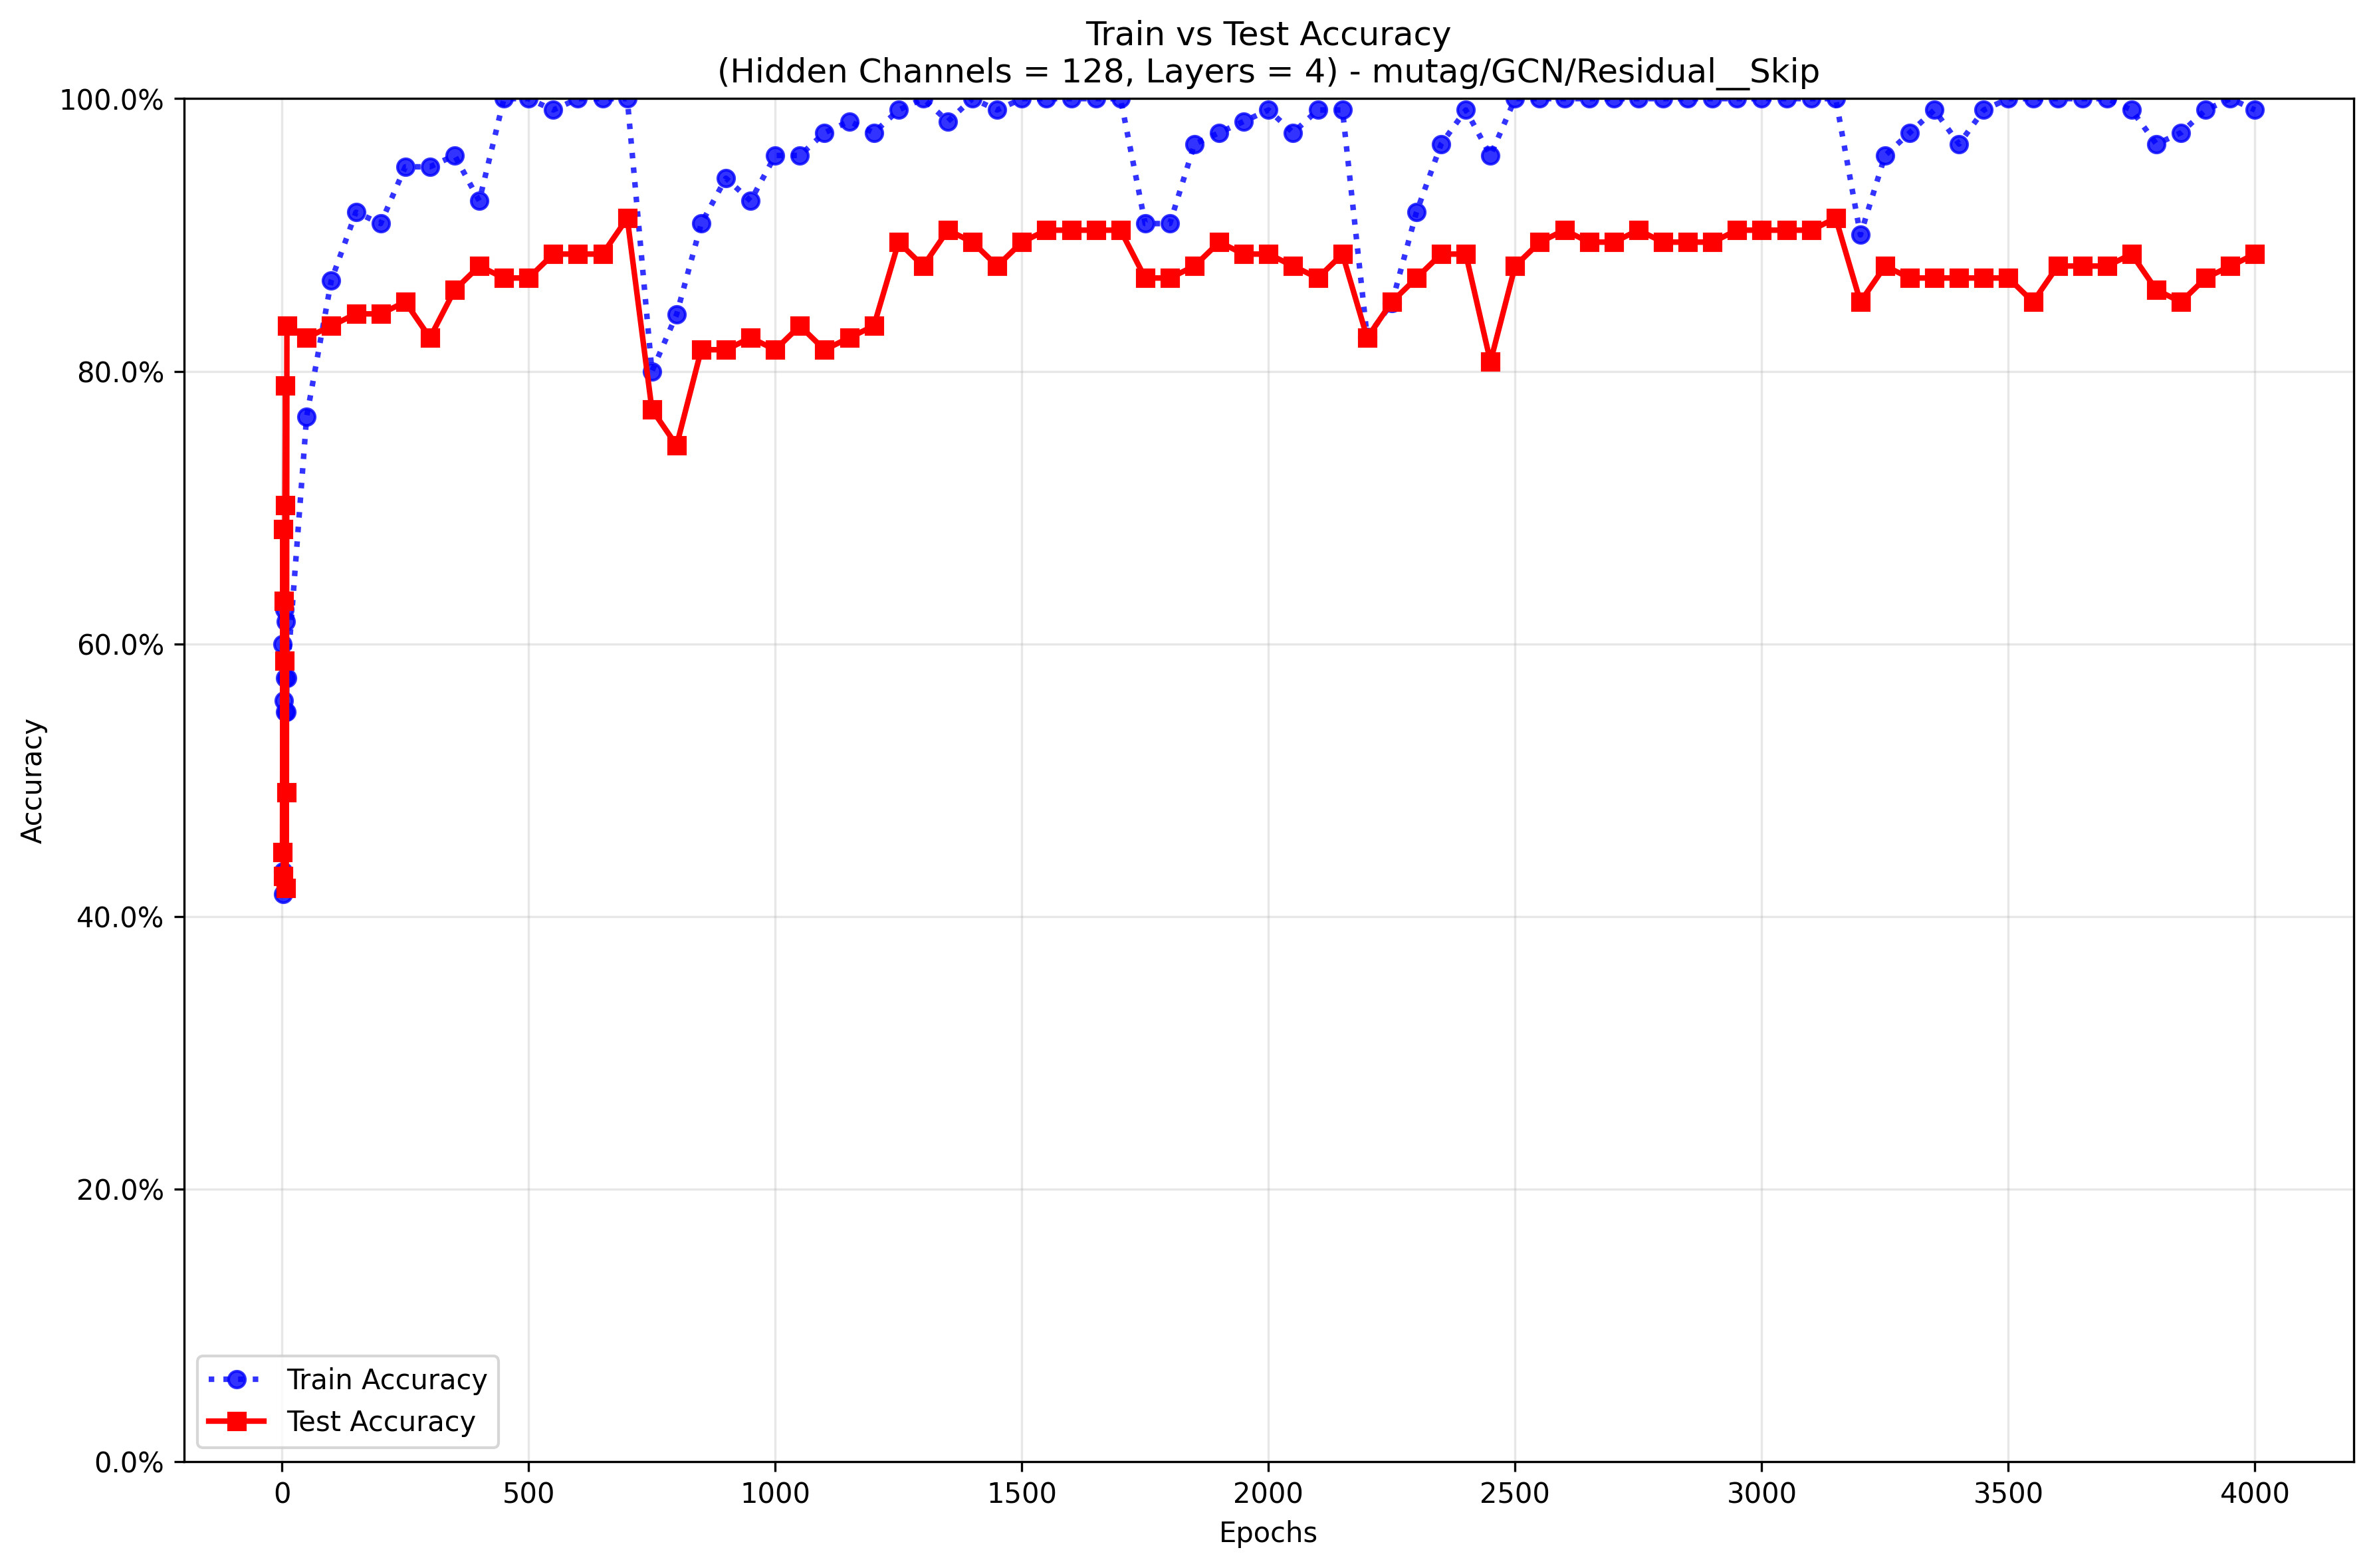 Train vs Test Accuracy
(Hidden Channels = 128, Layers = 4) - mutag/GCN/Residual__Skip
100.0%
80.0%
60.0%
40.0%
20.0%
0.0%
Accuracy
Train Accuracy
Test Accuracy
0 500 1000 1500 2000 2500 3000 3500 4000
Epochs